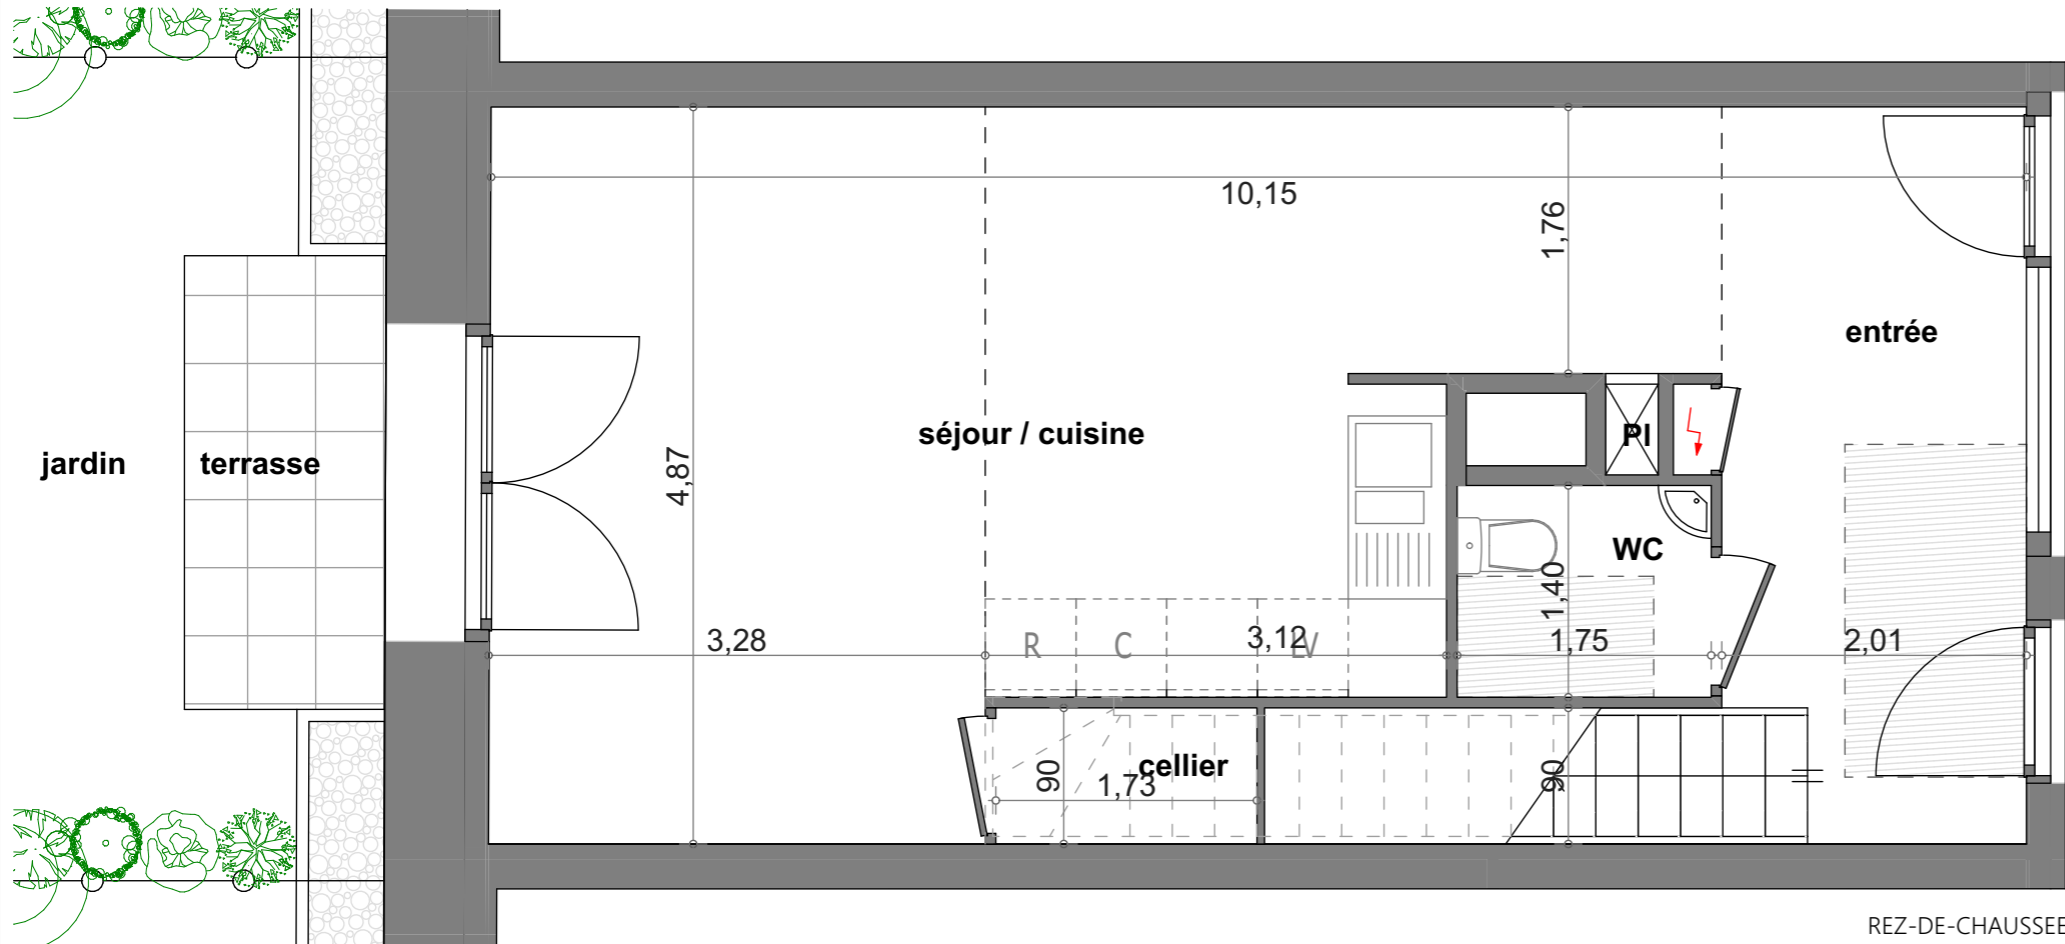 10,15
1,76
entrée
séjour / cuisine
PI
jardin
terrasse
4,87
WC
1,40
3,28
R
C
3,12
LV
1,75
2,01
cellier
90
1,73
90
REZ-DE-CHAUSSEE